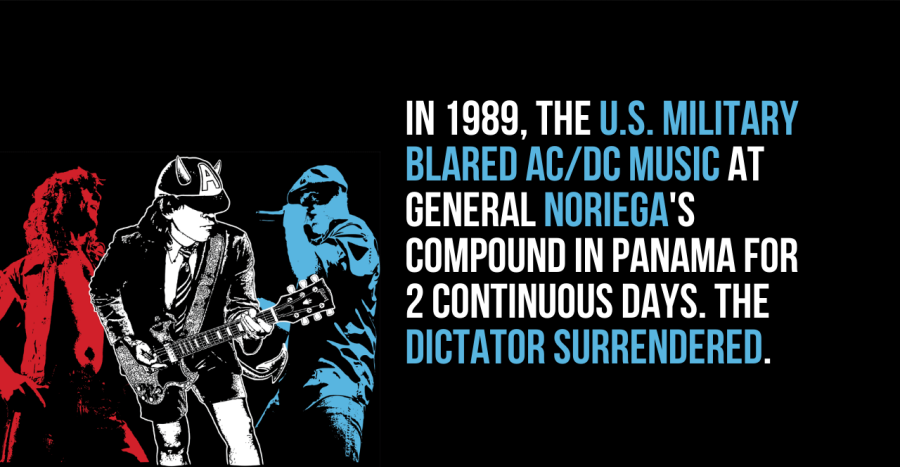 IN 1989, THE U.S. MILITARY
BLARED AC/DC MUSIC AT
GENERAL NORIEGA'S
COMPOUND IN PANAMA FOR
2 CONTINUOUS DAYS. THE
DICTATOR SURRENDERED.
A